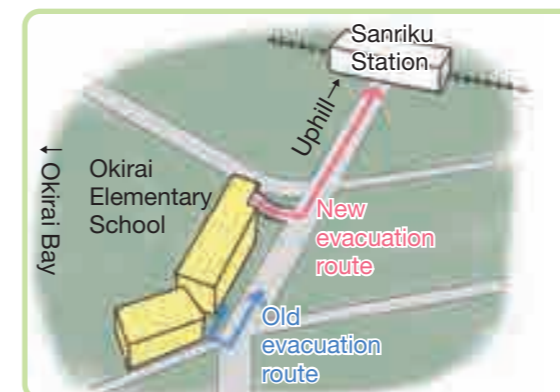 Sanriku
Station
Uphill→
↓ Okirai Bay
Okirai
Elementary
School
New
evacuation
route
Old
evacuation
route